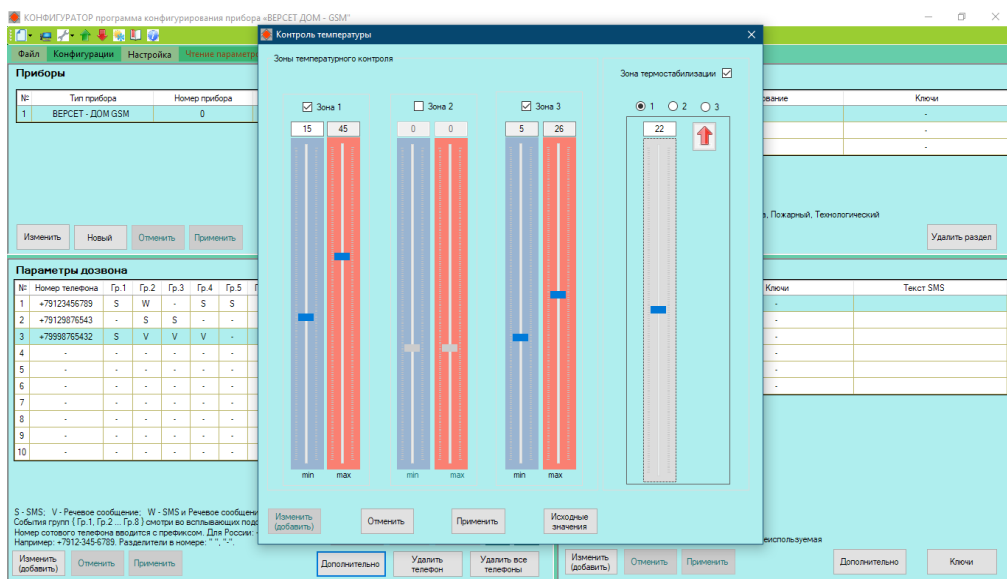 КОНФИГУРАТОР программа конфигурирования прибора «ВЕРСЕТ ДОМ - GSM"
Файл Конфигурации Настройка Чтение параметр
Приборы
№ Тип прибора Номер прибора
1 ВЕРСЕТ - ДОМ GSM 0
Изменить Новый Отменить Применить
Параметры дозвона
№ Номер телефона Гр.1 Гр.2 Гр.3 Гр.4 Гр.5
1 +79123456789 S W - S S
2 +79129876543 - S S - -
3 +79998765432 S V V V -
4 - - - - - -
5 - - - - - -
6 - - - - - -
7 - - - - - -
8 - - - - - -
9 - - - - - -
10 - - - - - -
S - SMS; V - Речевое сообщение; W - SMS и Речевое сообщени
События групп ( Гр.1, Гр.2 ... Гр.8 ) смотри во всплывающих подс
Номер сотового телефона вводится с префиксом. Для России:
Например: +7912-345-6789. Разделители в номере: " ", "-".
Изменить (добавить) Отменить Применить
Дополнительно Удалить телефон Удалить все телефоны
Контроль температуры
Зоны температурного контроля
Зона термостабилизации
Зона 1 Зона 2 Зона 3 1 2 3
15 45 0 0 5 26 22
min max min max min max
Изменить (добавить) Отменить Применить Исходные значения
ование Ключи
-
-
-
а, Пожарный, Технологический
Удалить раздел
Ключи Текст SMS
-
-
-
-
-
-
еиспользуемая
Изменить (добавить) Отменить Применить Дополнительно Ключи